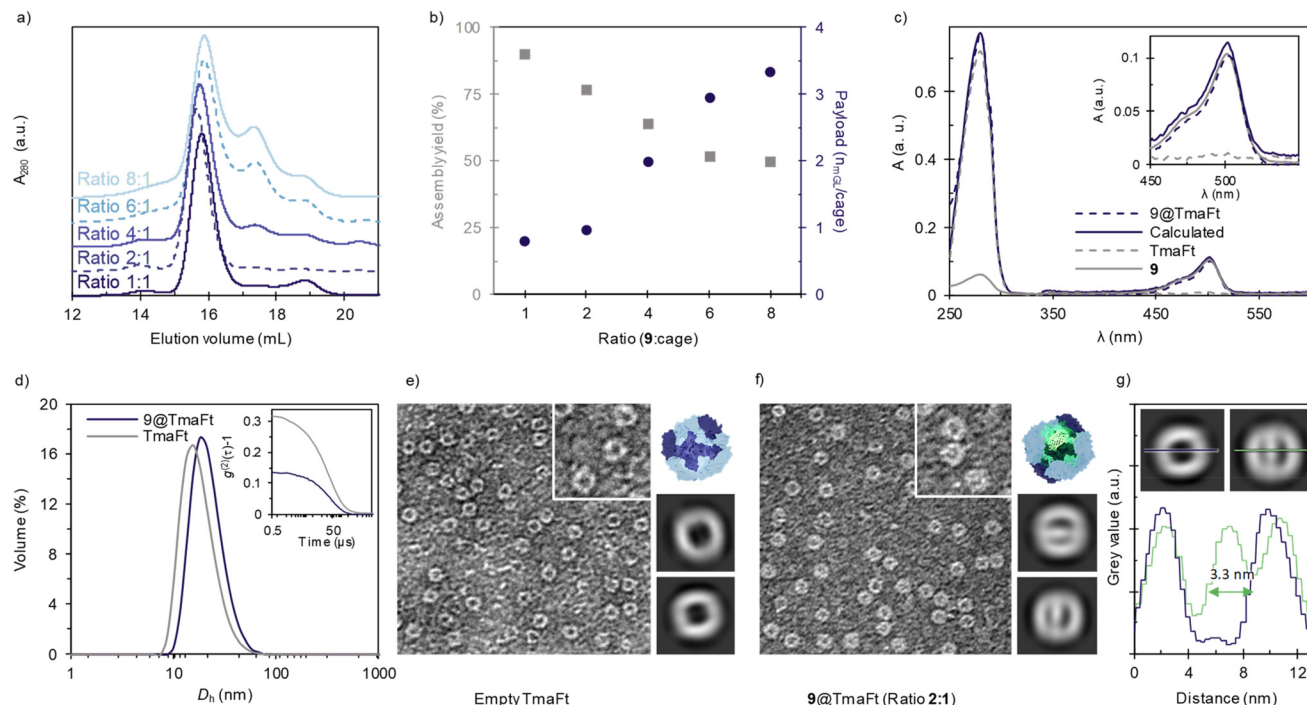 a)
A280 (a.u.)
Ratio 8:1
Ratio 6:1
Ratio 4:1
Ratio 2:1
Ratio 1:1
12 14 16 18 20
Elution volume (mL)
b)
Assembly yield (%)
100
75
50
25
0
Payload (nmGL/cage)
4
3
2
1
0
1 2 4 6 8
Ratio (9:cage)
c)
A (a. u.)
0.6
0.4
0.2
0
250 350 450 550
λ (nm)
A (a.u.)
0.1
0.05
0
450 500
λ (nm)
9@TmaFt
Calculated
TmaFt
9
d)
Volume (%)
20
16
12
8
4
0
1 10 100 1000
Dh (nm)
9@TmaFt
TmaFt
g(2)(τ)-1
0.3
0.2
0.1
0
0.5 50
Time (µs)
e)
Empty TmaFt
f)
9@TmaFt (Ratio 2:1)
g)
Grey value (a.u.)
3.3 nm
0 4 8 12
Distance (nm)